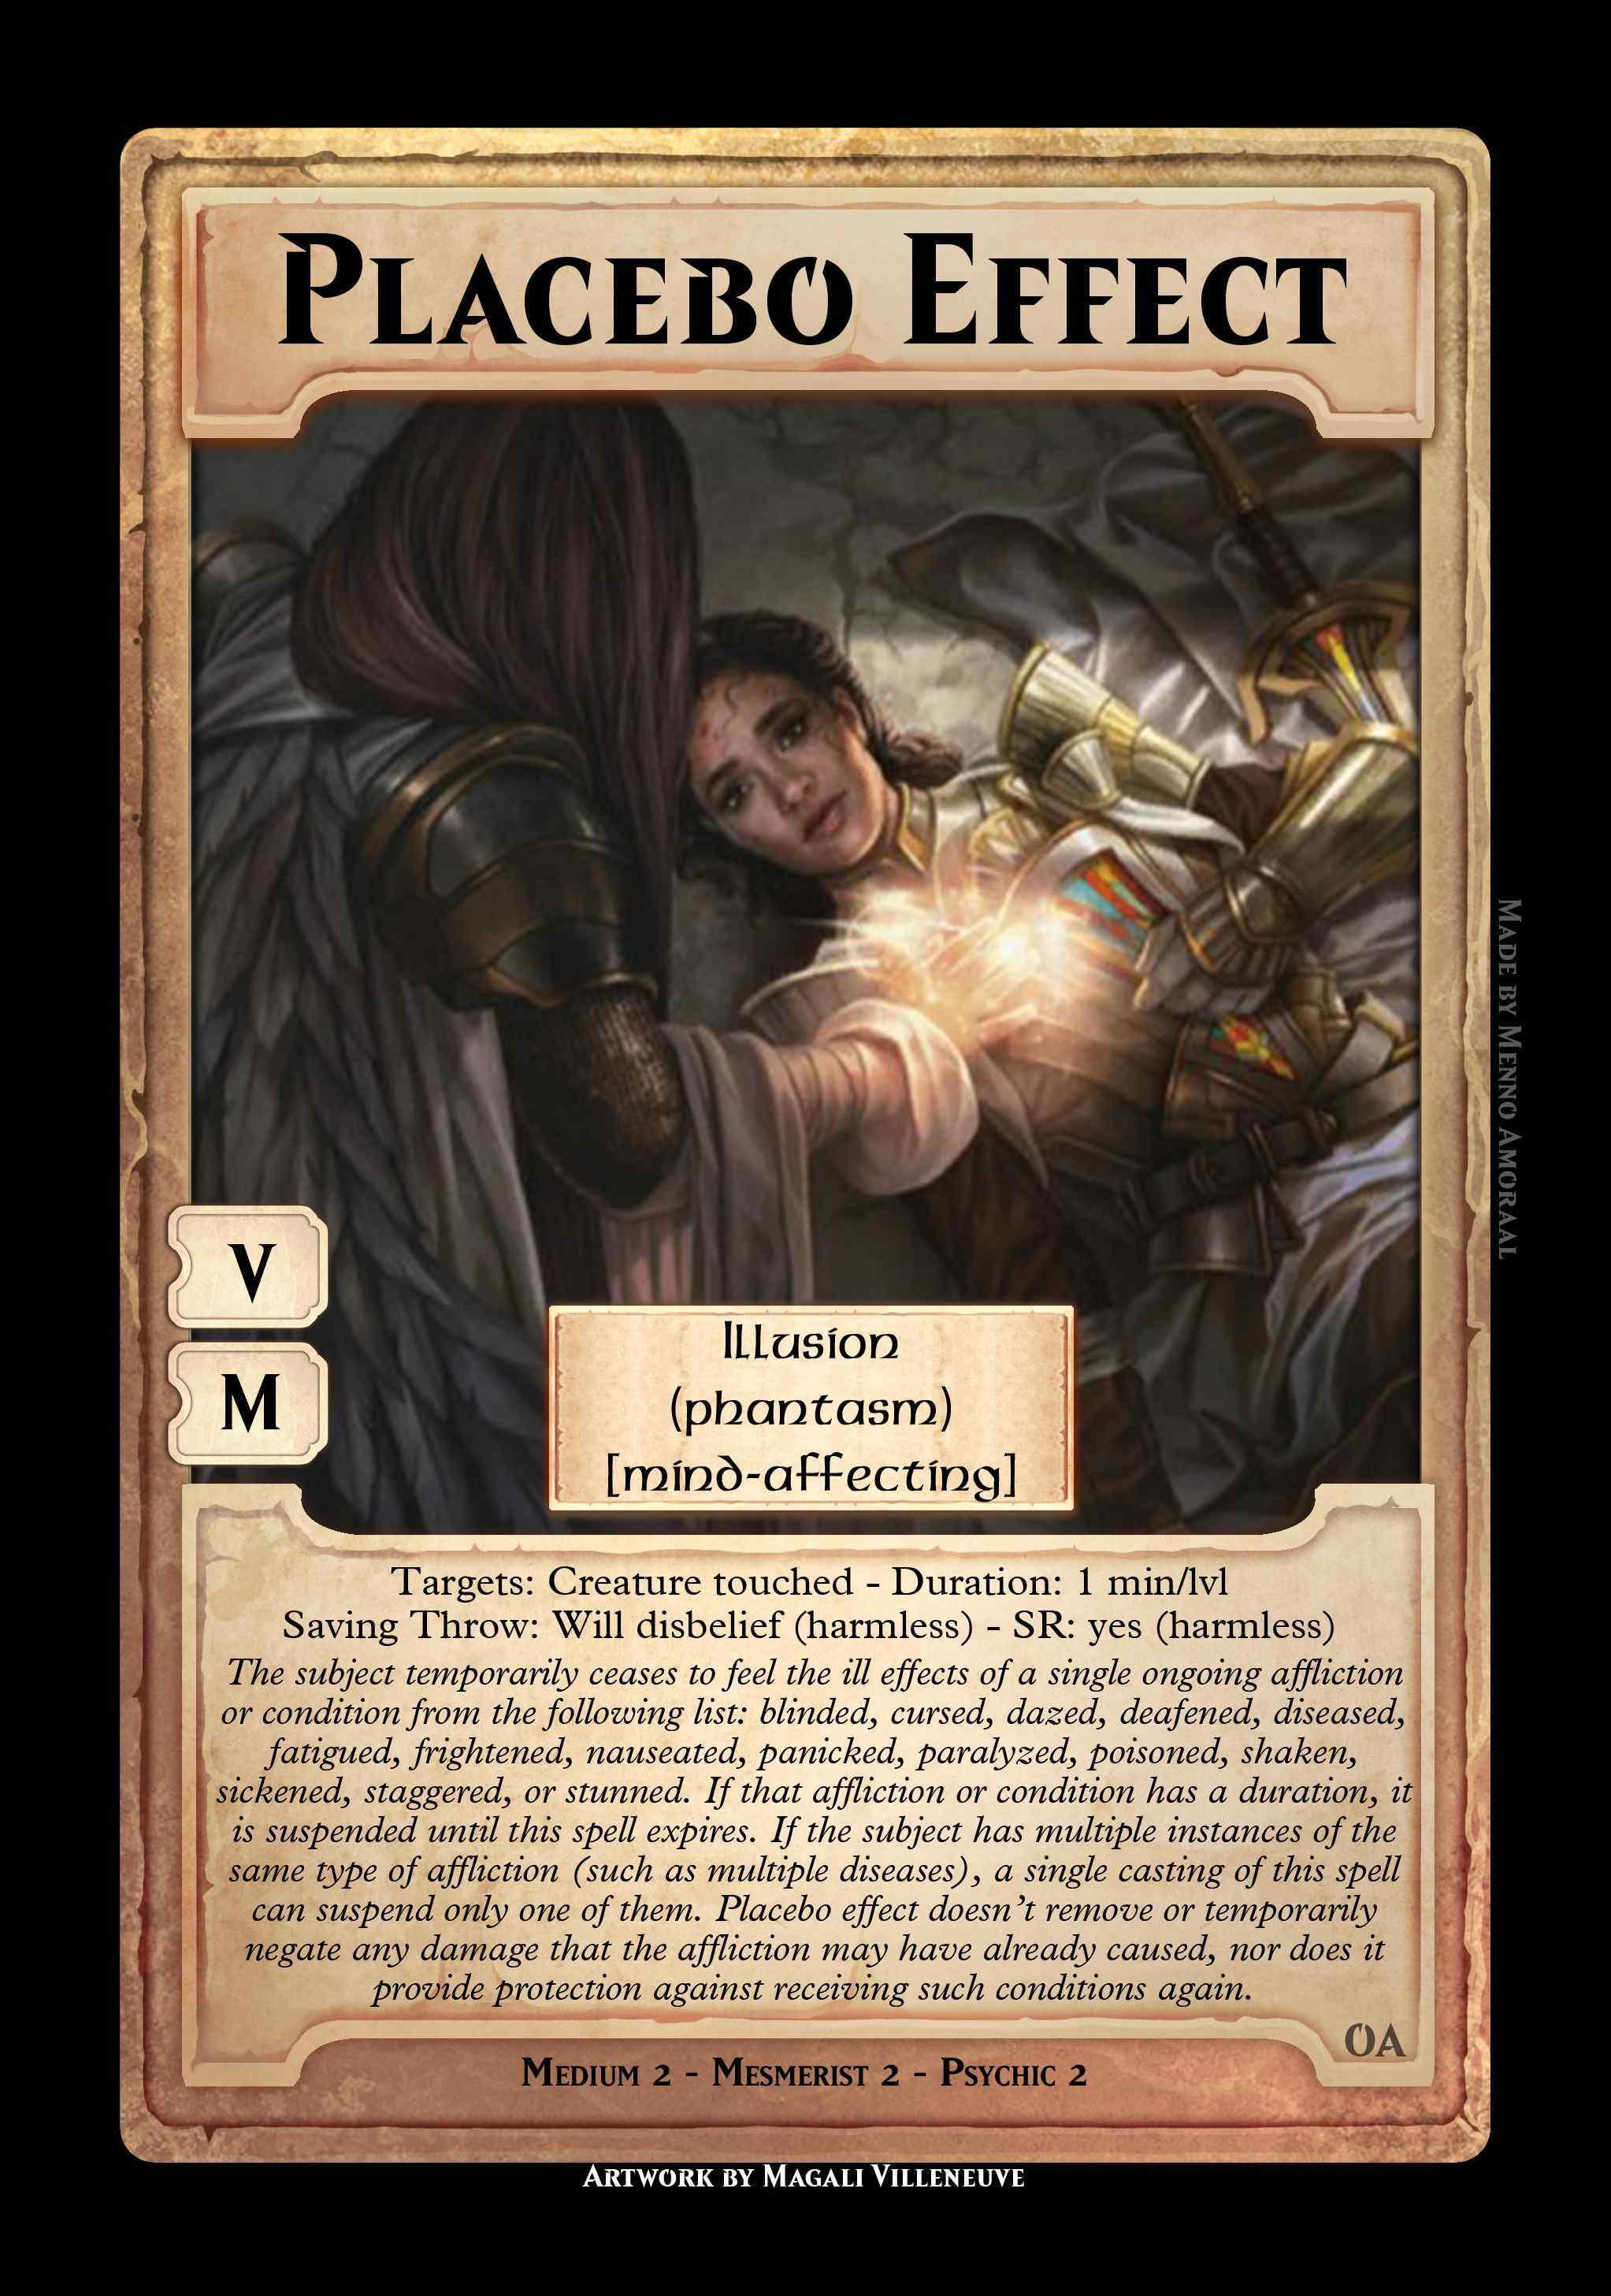 Placebo Effect
V
M
Illusion
(phantasm)
[mind-affecting]
Targets: Creature touched - Duration: 1 min/lvl
Saving Throw: Will disbelief (harmless) - SR: yes (harmless)
The subject temporarily ceases to feel the ill effects of a single ongoing affliction
or condition from the following list: blinded, cursed, dazed, deafened, diseased,
fatigued, frightened, nauseated, panicked, paralyzed, poisoned, shaken,
sickened, staggered, or stunned. If that affliction or condition has a duration, it
is suspended until this spell expires. If the subject has multiple instances of the
same type of affliction (such as multiple diseases), a single casting of this spell
can suspend only one of them. Placebo effect doesn't remove or temporarily
negate any damage that the affliction may have already caused, nor does it
provide protection against receiving such conditions again.
OA
Medium 2 - Mesmerist 2 - Psychic 2
Artwork by Magali Villeneuve
Made by Menno Amoraal